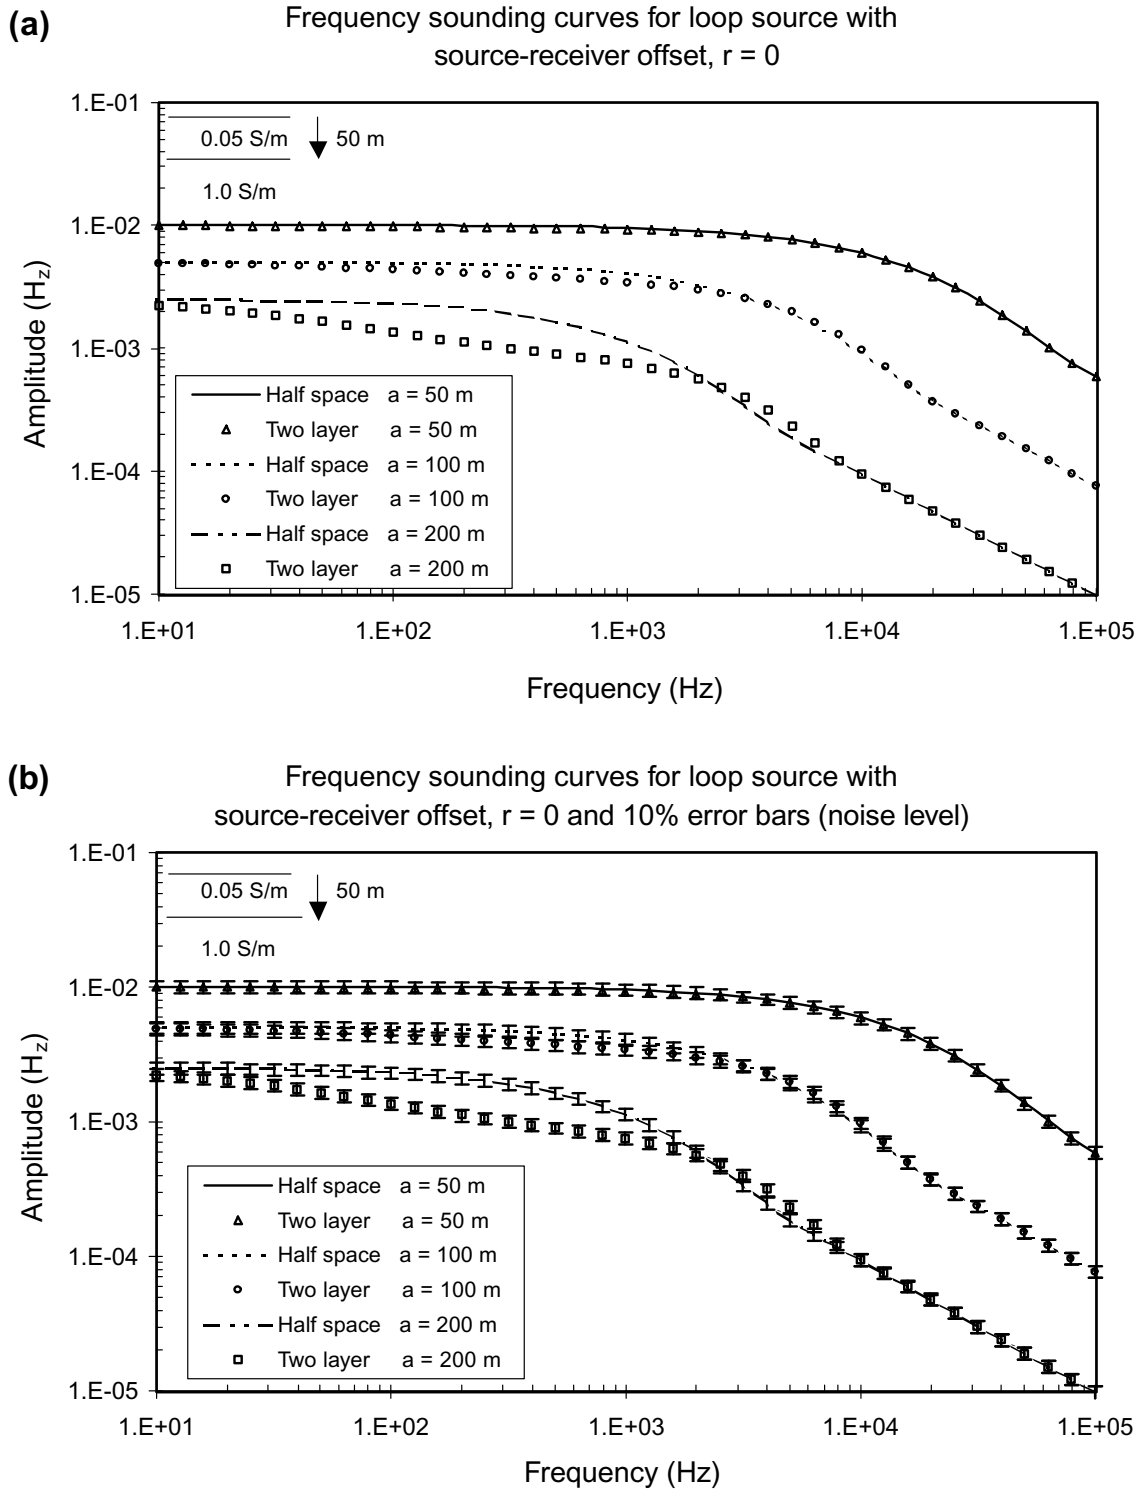 (a)
Frequency sounding curves for loop source with
source-receiver offset, r = 0
1.E-01
0.05 S/m
50 m
1.0 S/m
1.E-02
1.E-03
1.E-04
1.E-05
Amplitude (Hz)
Half space a = 50 m
Two layer a = 50 m
Half space a = 100 m
Two layer a = 100 m
Half space a = 200 m
Two layer a = 200 m
1.E+01
1.E+02
1.E+03
1.E+04
1.E+05
Frequency (Hz)
(b)
Frequency sounding curves for loop source with
source-receiver offset, r = 0 and 10% error bars (noise level)
1.E-01
0.05 S/m
50 m
1.0 S/m
1.E-02
1.E-03
1.E-04
1.E-05
Amplitude (Hz)
Half space a = 50 m
Two layer a = 50 m
Half space a = 100 m
Two layer a = 100 m
Half space a = 200 m
Two layer a = 200 m
1.E+01
1.E+02
1.E+03
1.E+04
1.E+05
Frequency (Hz)